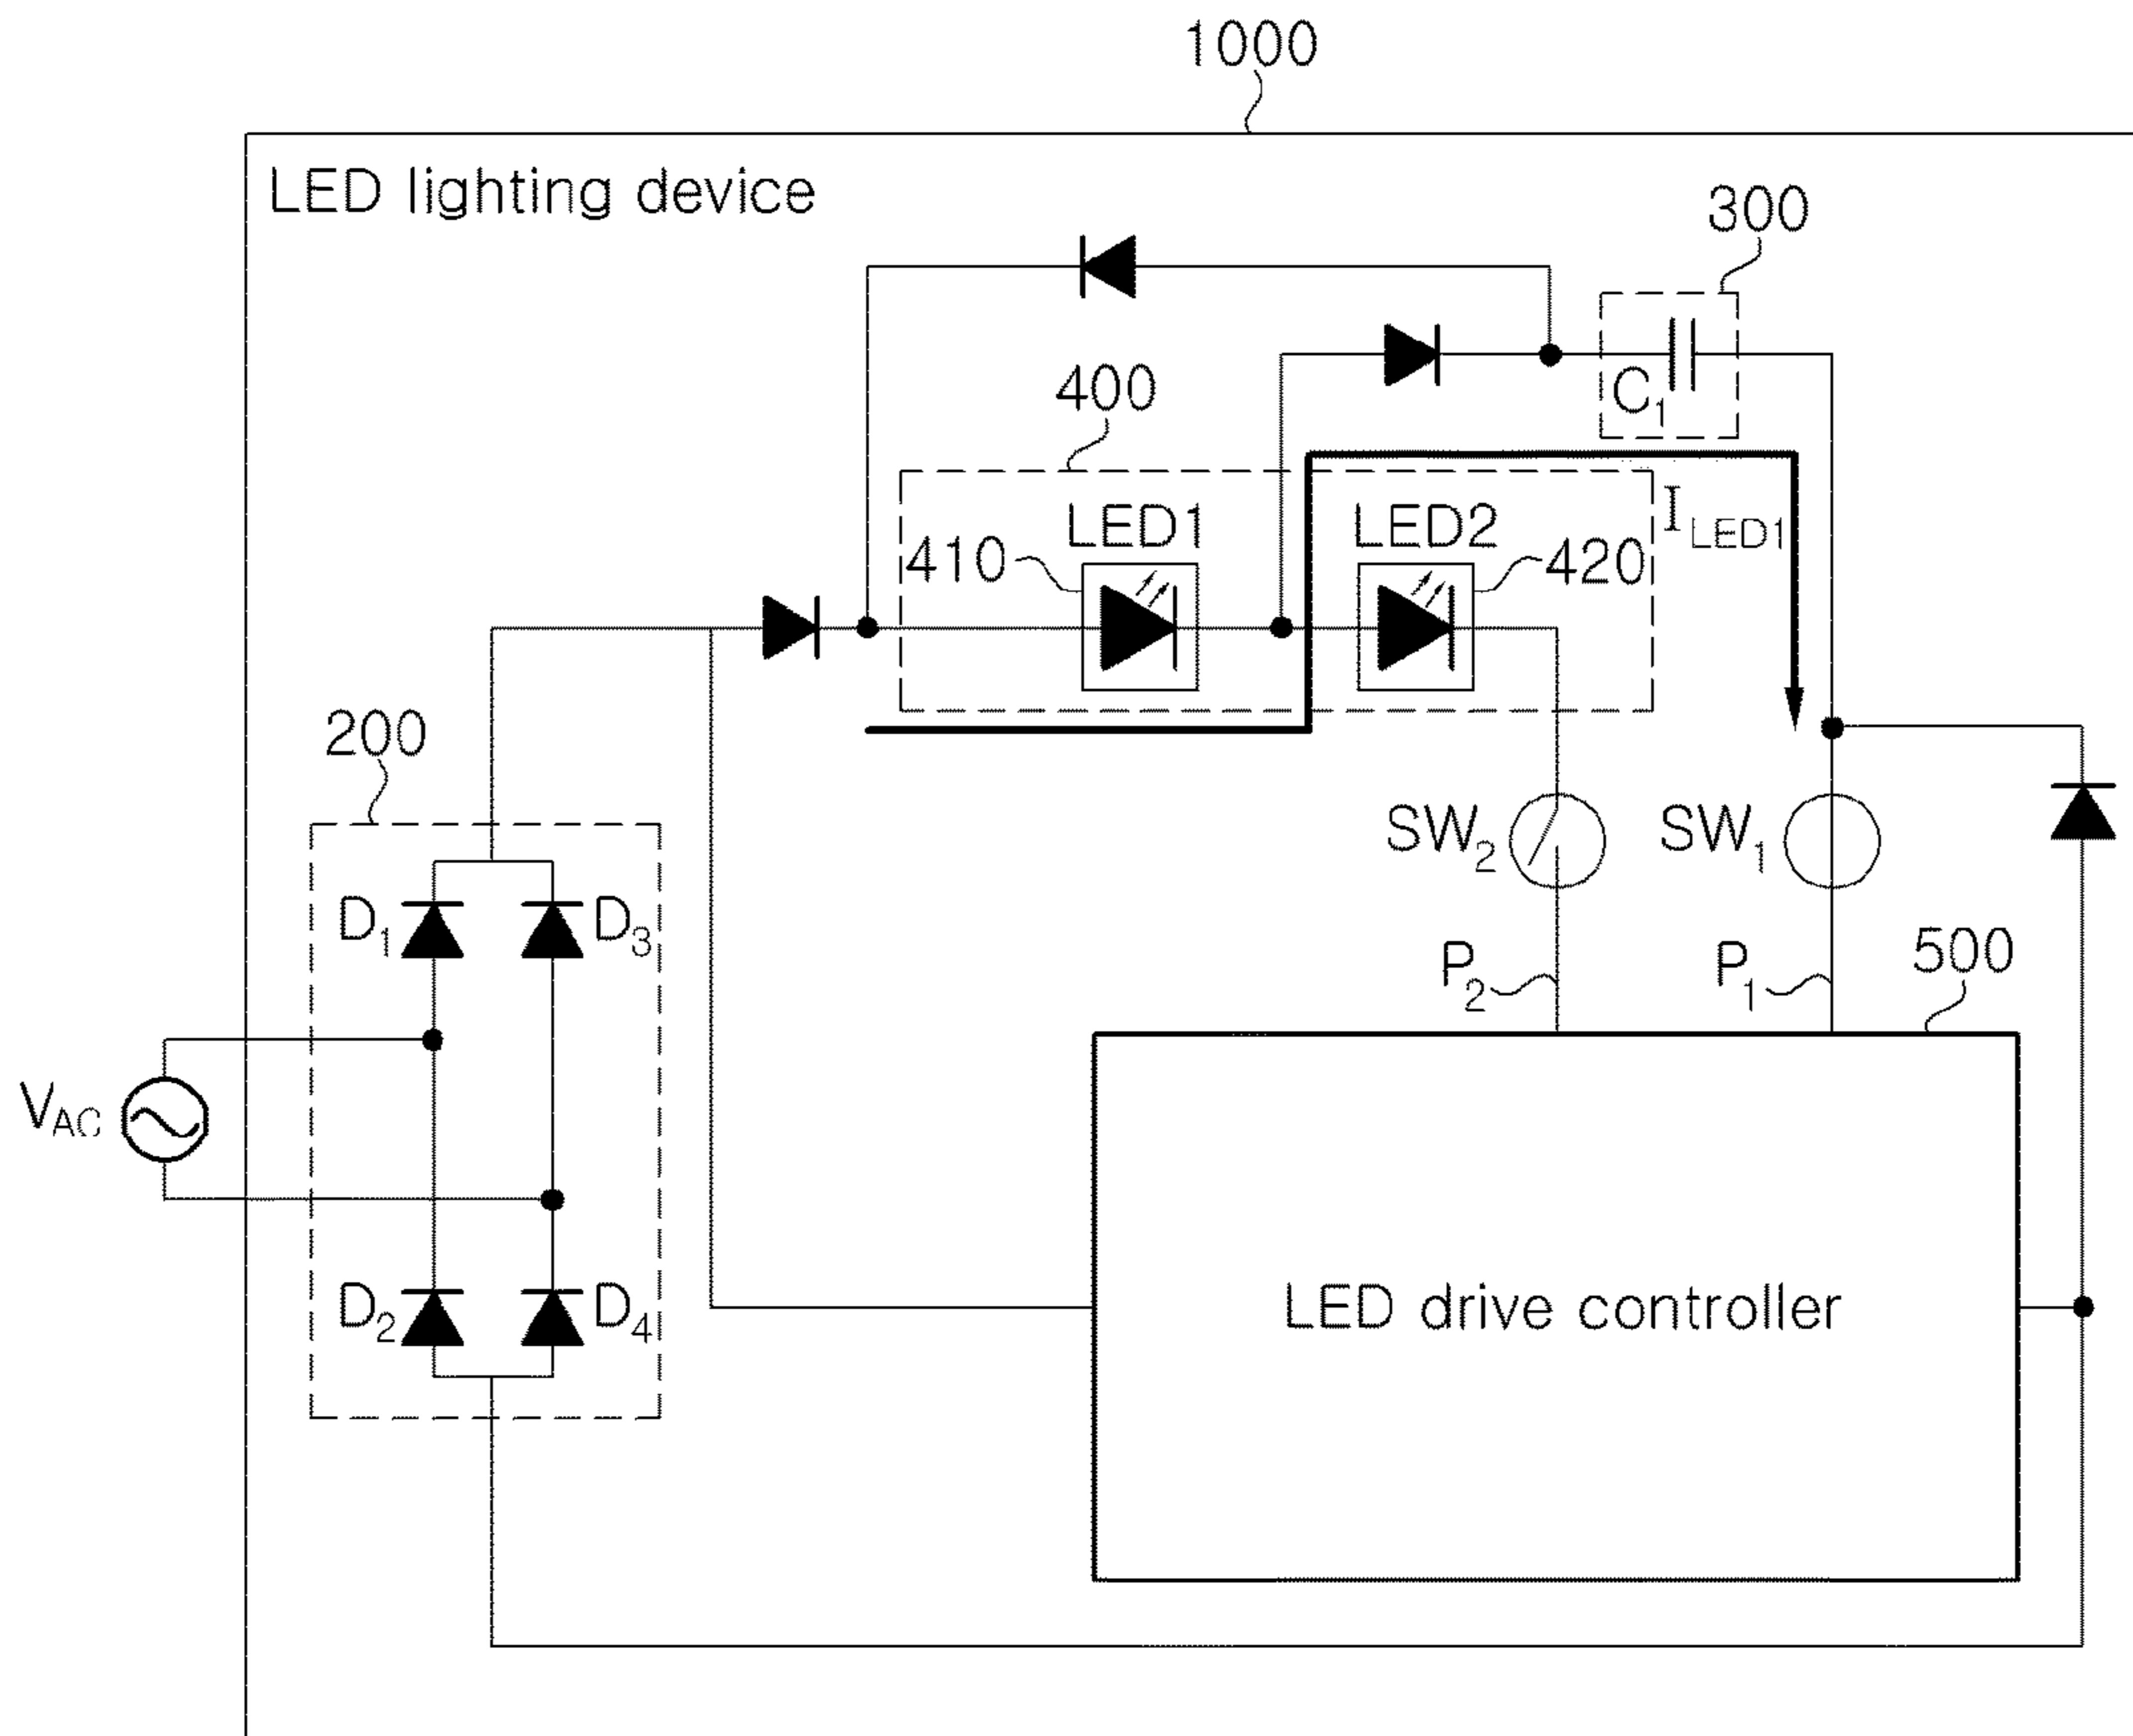 1000
LED lighting device
300
C1
400
LED1
LED2
ILED1
410
420
200
SW2
SW1
D1
D3
P2
P1
500
VAC
D2
D4
LED drive controller